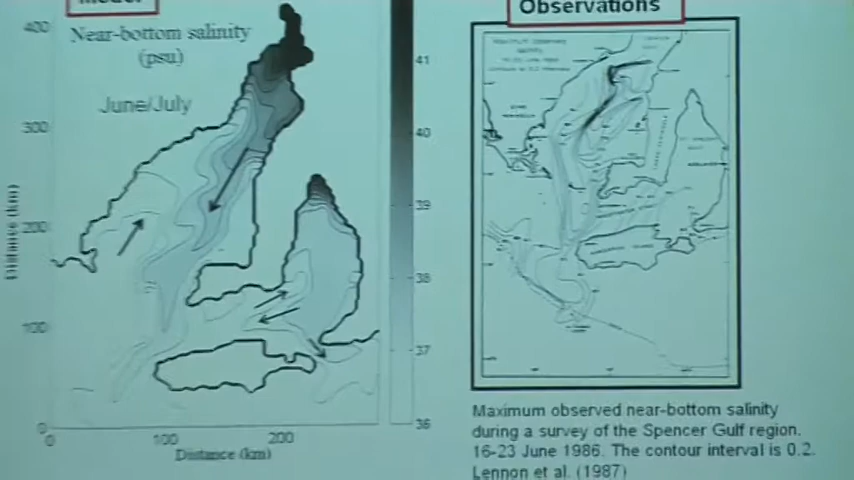 Model
Near-bottom salinity
(psu)
June/July
400
300
200
100
0
Distance (km)
0
100
200
Distance (km)
41
40
39
38
37
36
Observations
Maximum observed near-bottom salinity
during a survey of the Spencer Gulf region.
16-23 June 1986. The contour interval is 0.2.
Lennon et al. (1987)